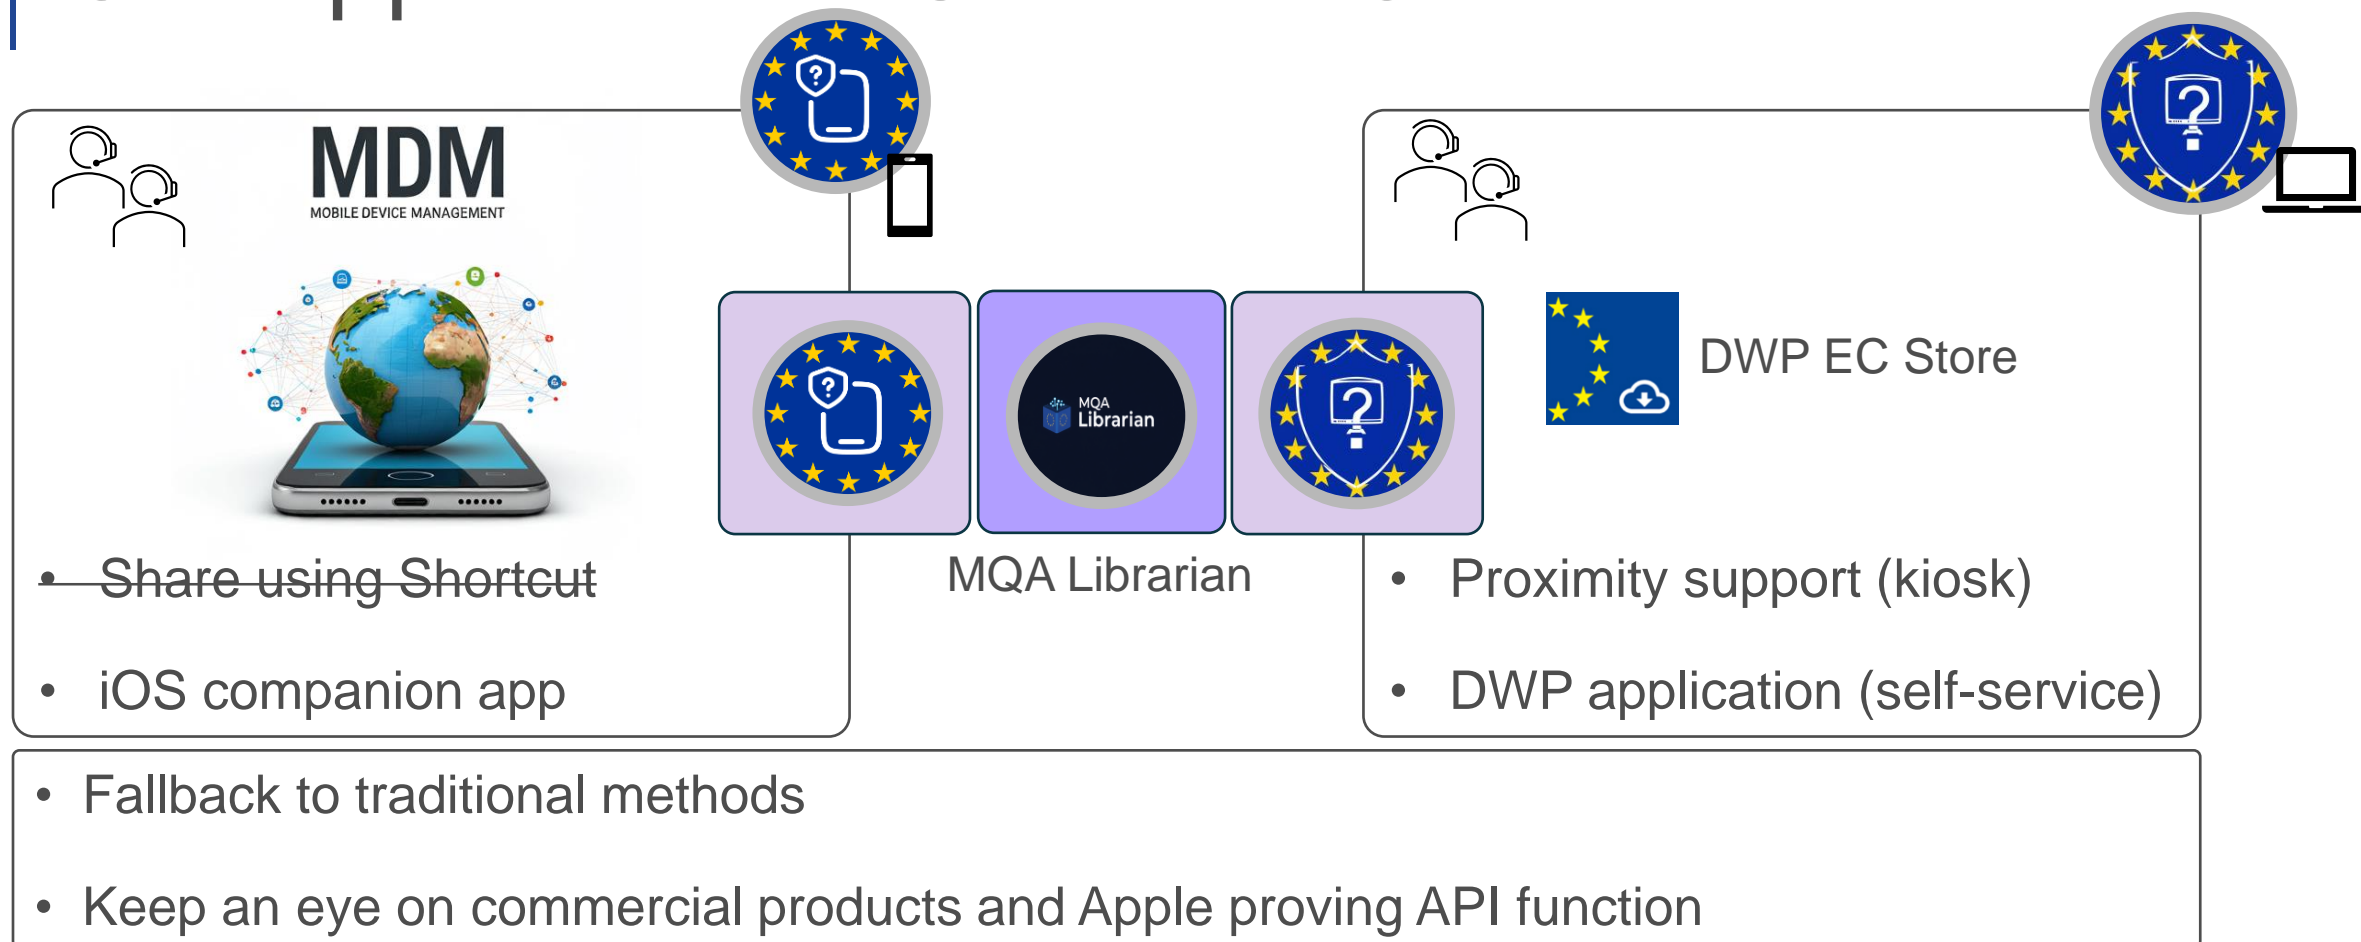 MDM
MOBILE DEVICE MANAGEMENT
?
?
?
MQA
Librarian
?
DWP EC Store
• Share using Shortcut
• iOS companion app
MQA Librarian
• Proximity support (kiosk)
• DWP application (self-service)
• Fallback to traditional methods
• Keep an eye on commercial products and Apple proving API function